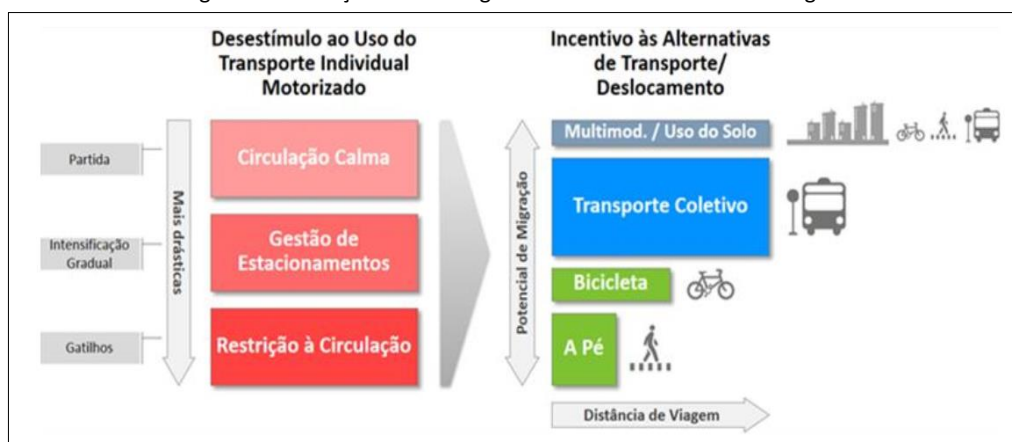 Desestímulo ao Uso do
Transporte Individual
Motorizado
Incentivo às Alternativas
de Transporte/
Deslocamento
Partida
Intensificação
Gradual
Gatilhos
Mais drásticas
Circulação Calma
Gestão de
Estacionamentos
Restrição à Circulação
Potencial de Migração
Multimod. / Uso do Solo
Transporte Coletivo
Bicicleta
A Pé
Distância de Viagem